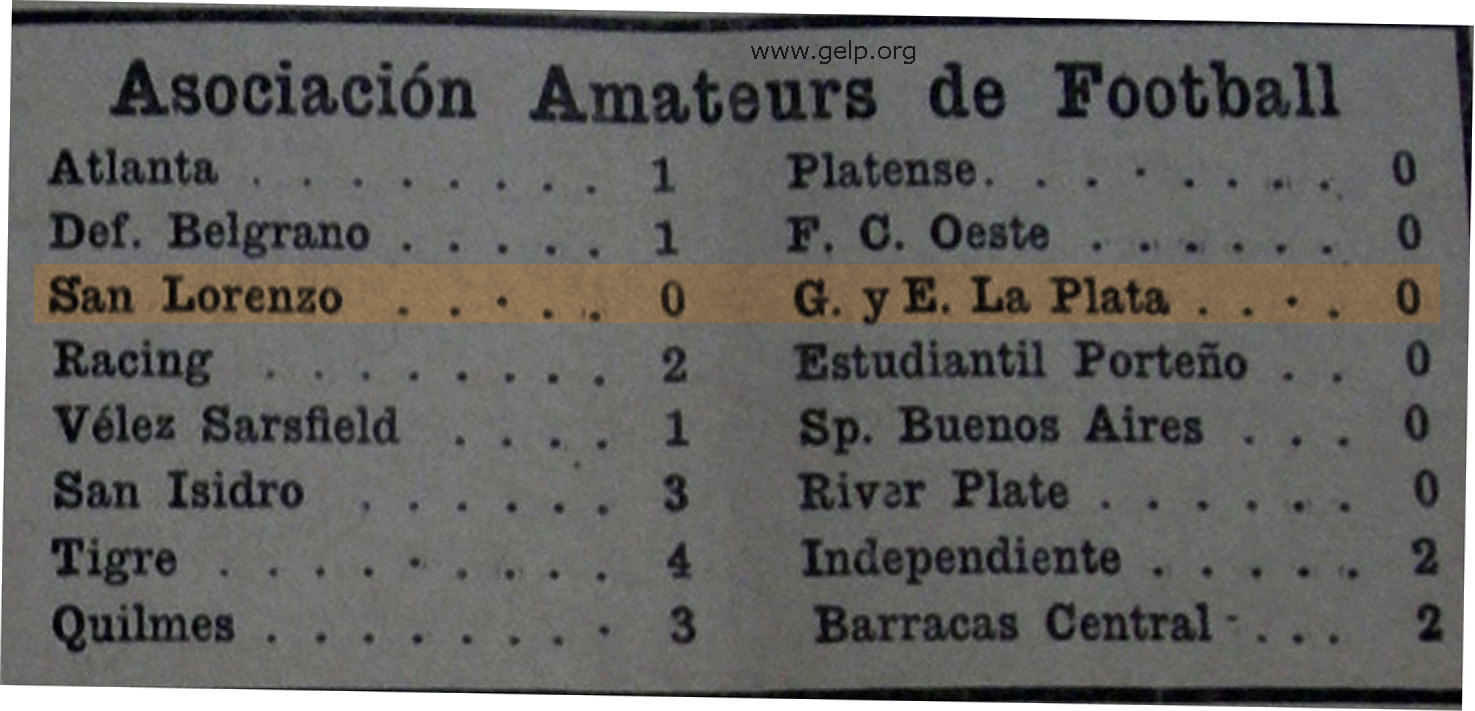 www.gelp.org
Asociación Amateurs de Football
Atlanta . . . . . . . . . 1 Platense. . . . . . . . . 0
Def. Belgrano . . . . . 1 F. C. Oeste . . . . . . 0
San Lorenzo . . . . . 0 G. y E. La Plata . . . . 0
Racing . . . . . . . . 2 Estudiantil Porteño . . 0
Vélez Sarsfield . . . . 1 Sp. Buenos Aires . . . 0
San Isidro . . . . . . 3 River Plate . . . . . . 0
Tigre . . . . . . . . . 4 Independiente . . . . . 2
Quilmes . . . . . . . . 3 Barracas Central . . . 2